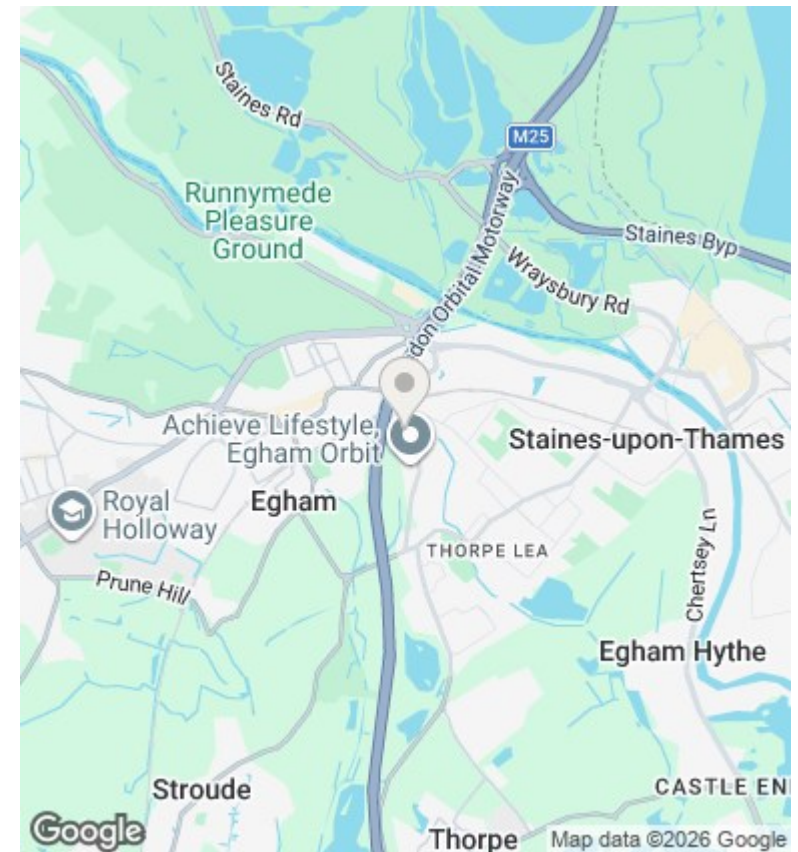 Staines Rd
M25
Runnymede
Pleasure
Ground
Staines Byp
Wraysbury Rd
don Orbital Motorway
Achieve Lifestyle,
Egham Orbit
Staines-upon-Thames
Egham
Royal
Holloway
THORPE LEA
Prune Hill
Chertsey Ln
Egham Hythe
Stroude
CASTLE EN
Google
Thorpe
Map data ©2026 Google